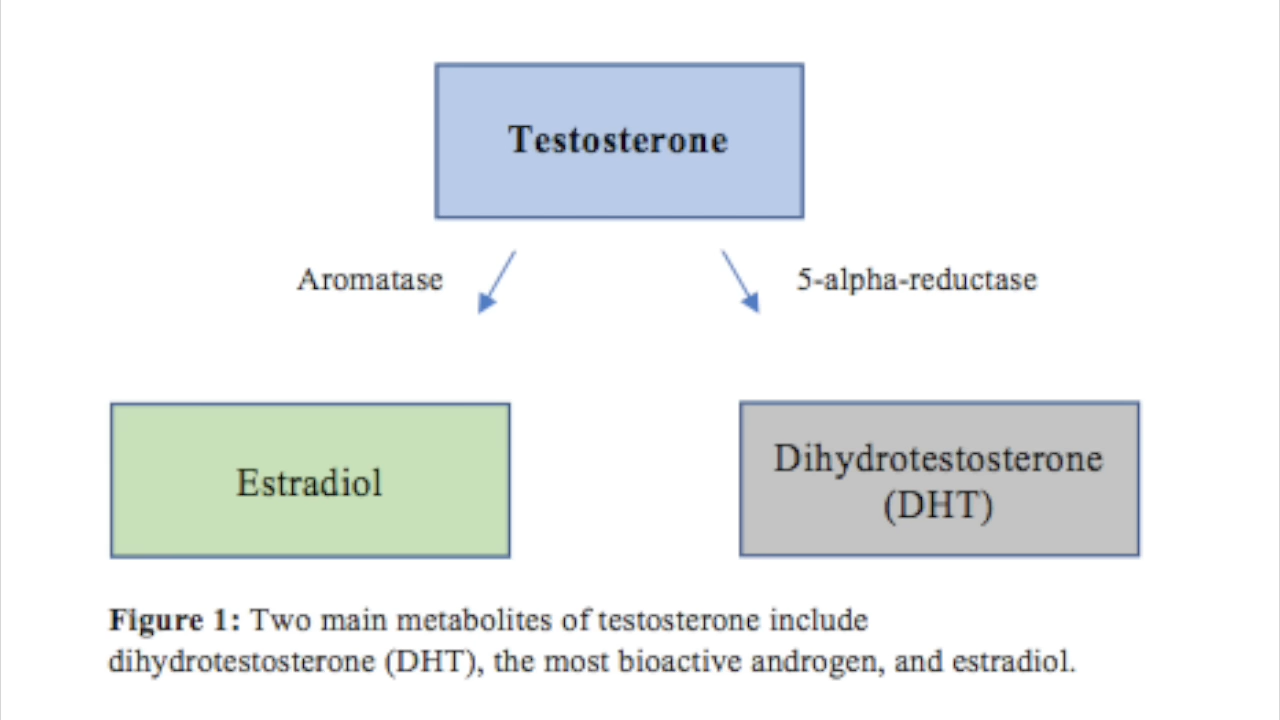 Testosterone
Aromatase
5-alpha-reductase
Estradiol
Dihydrotestosterone
(DHT)
Figure 1: Two main metabolites of testosterone include
dihydrotestosterone (DHT), the most bioactive androgen, and estradiol.